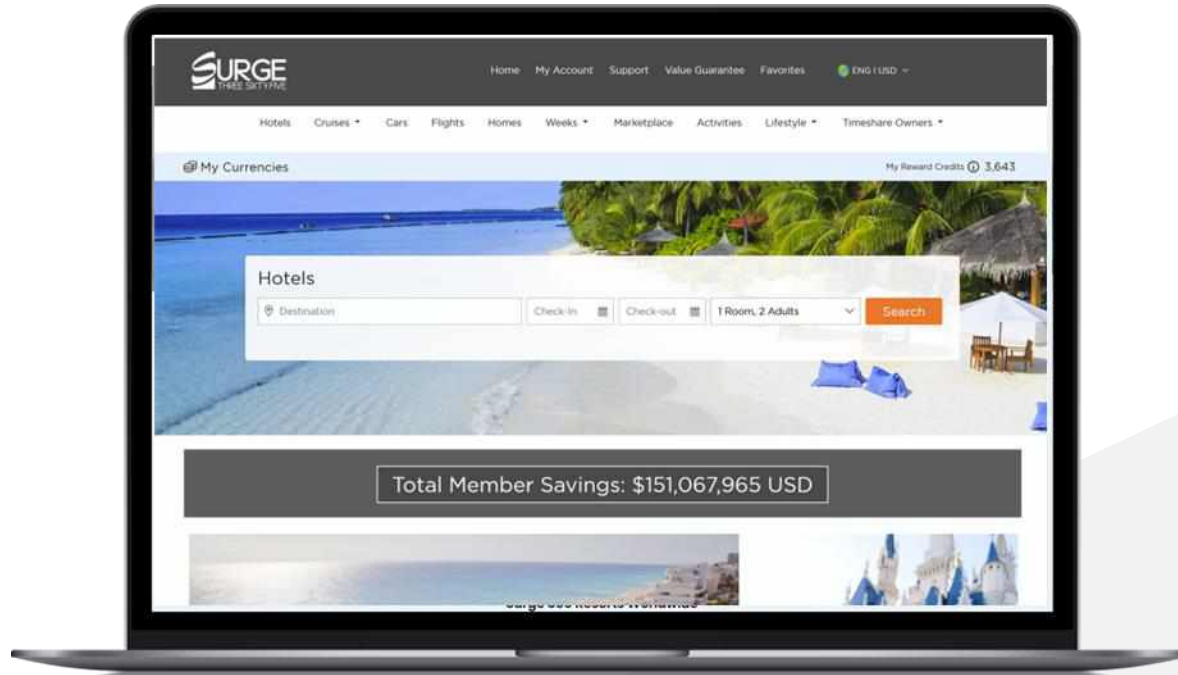 SURGE
THREE SIXTY FIVE
Home My Account Support Value Guarantee Favorites ENG | USD
Hotels Cruises Cars Flights Homes Weeks Marketplace Activities Lifestyle Timeshare Owners
My Currencies
My Reward Credits 3,643
Hotels
Destination Check-in Check-out 1 Room, 2 Adults Search
Total Member Savings: $151,067,965 USD